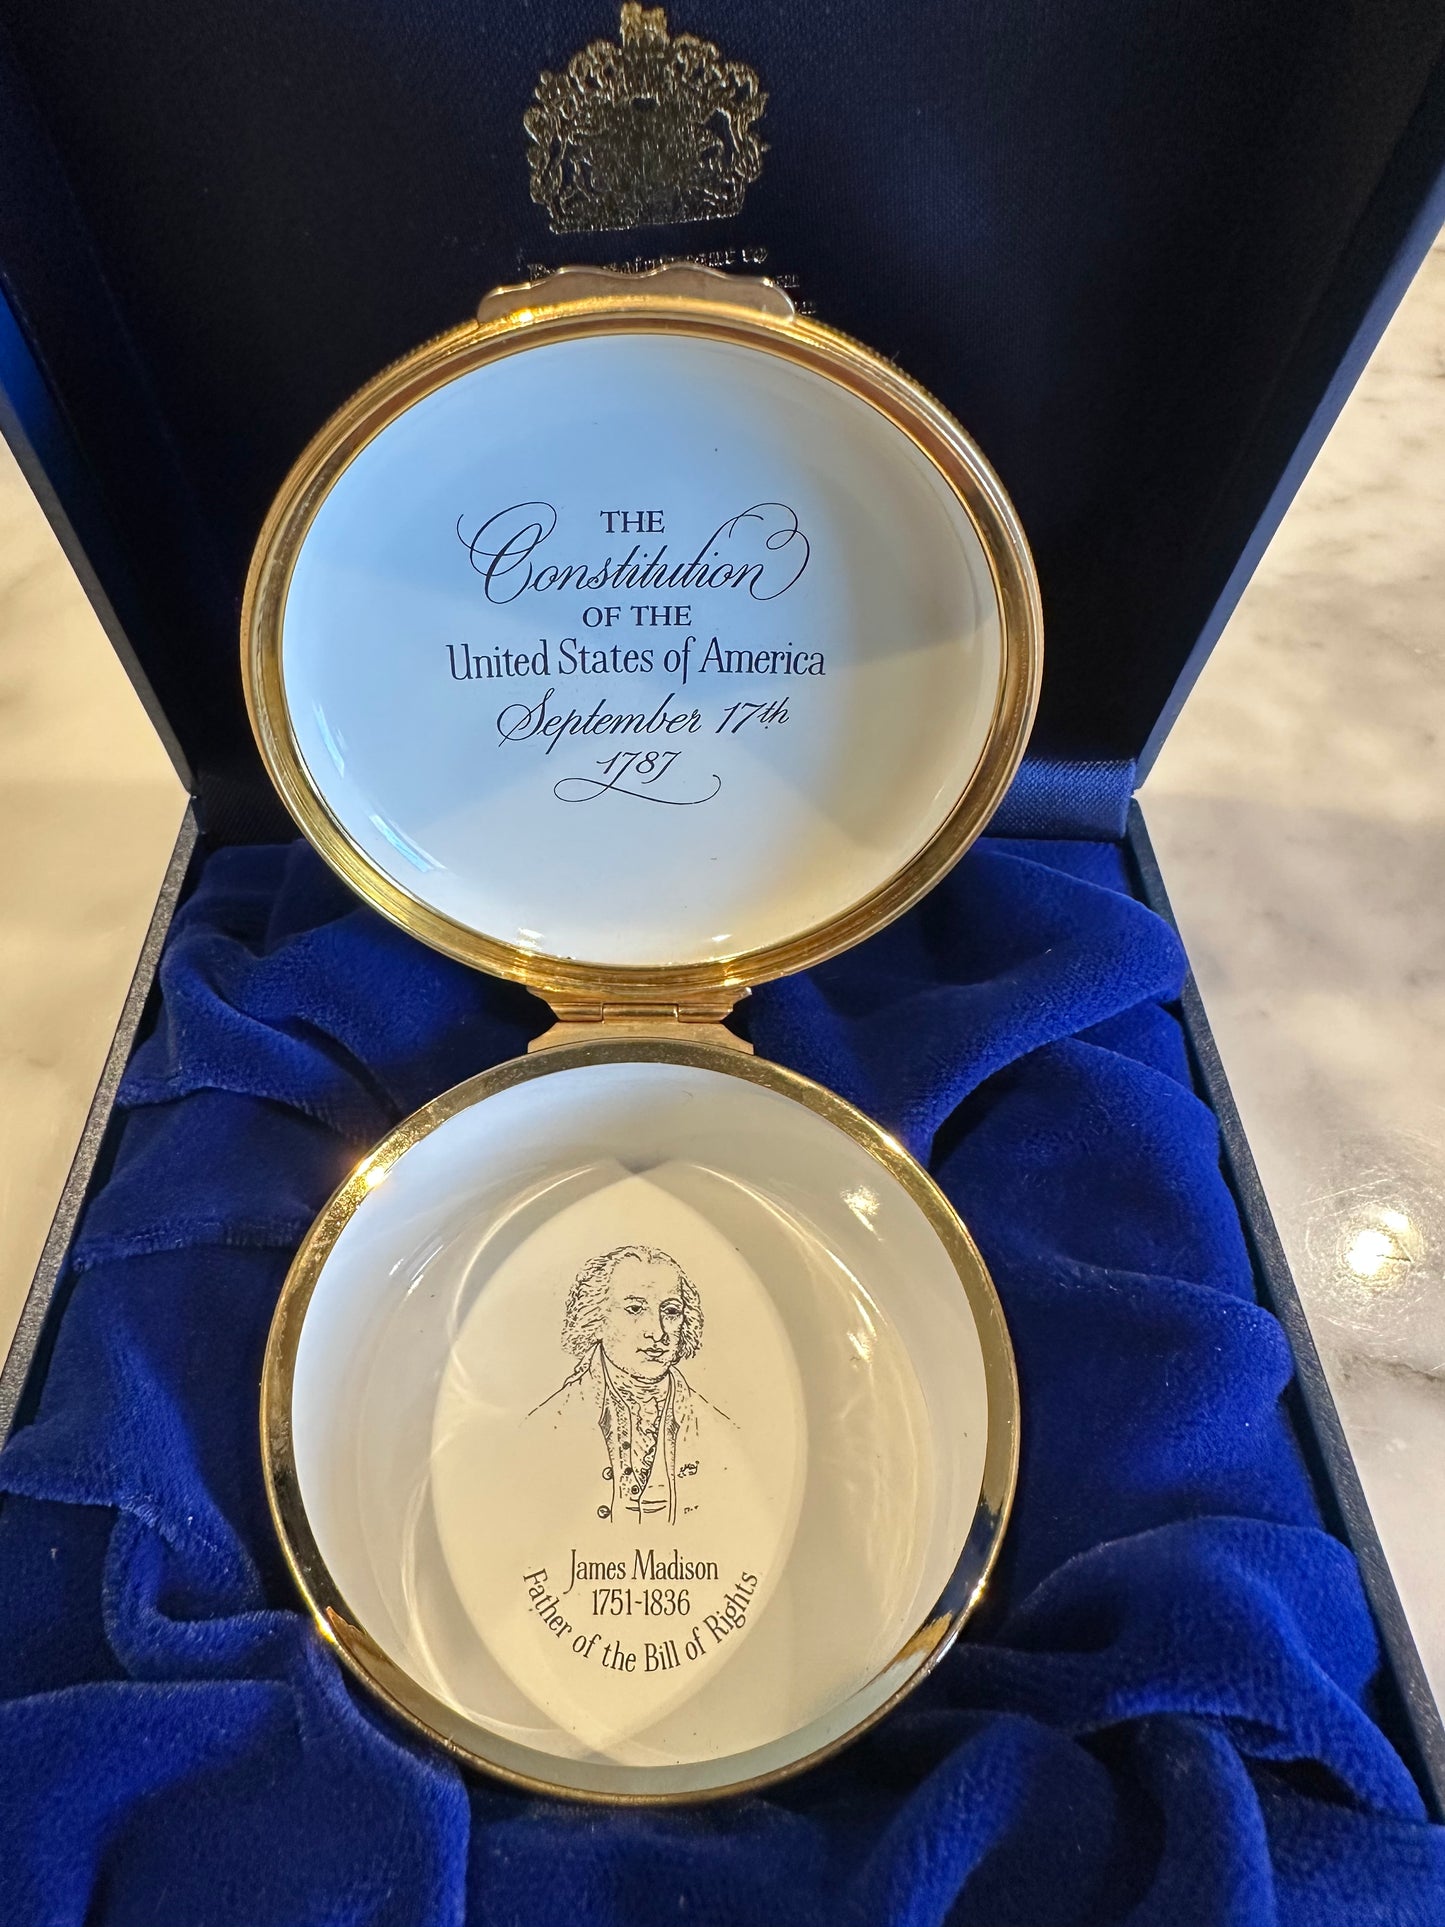 THE
Constitution
OF THE
United States of America
September 17th
1787
James Madison
1751-1836
Father of the Bill of Rights